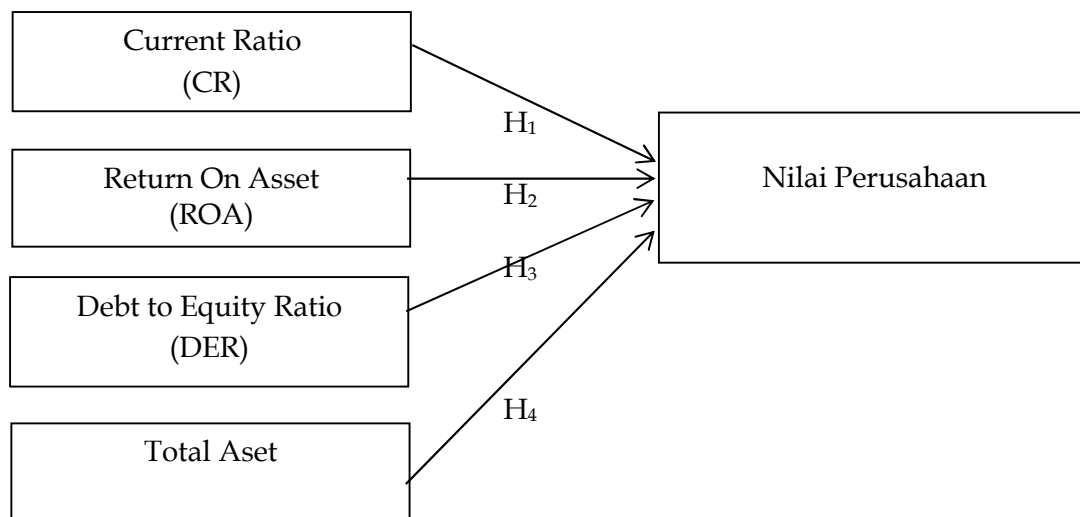 Current Ratio
(CR)
H₁
Nilai Perusahaan
Return On Asset
(ROA)
H₂
Debt to Equity Ratio
(DER)
H₃
Total Aset
H₄